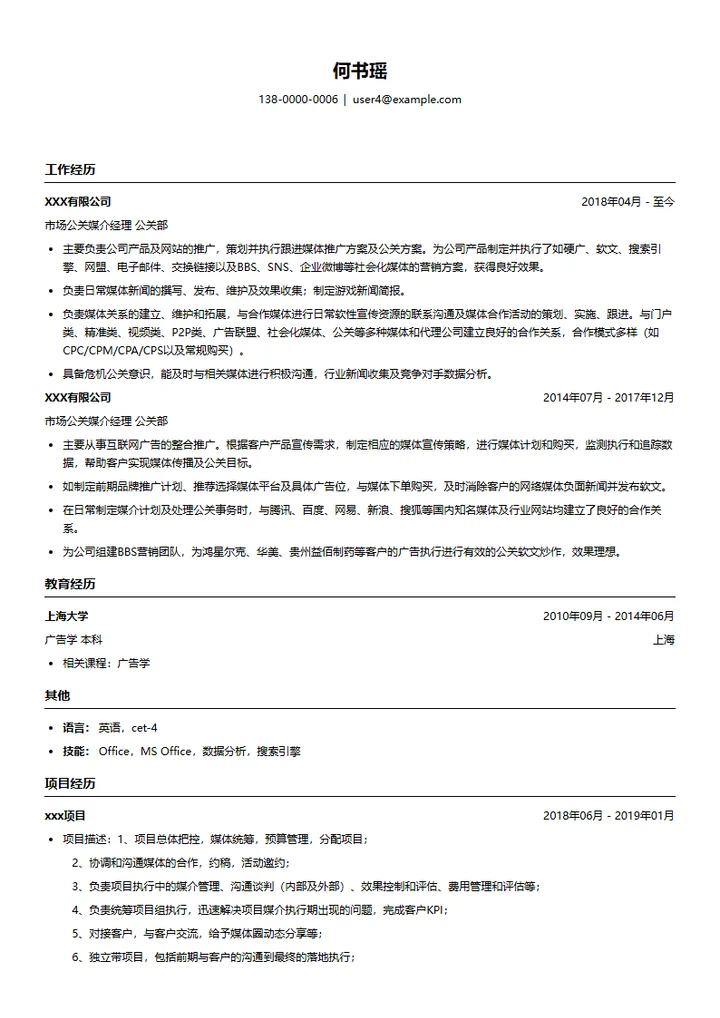 何书瑶
138-0000-0006 | user4@example.com
工作经历
XXX有限公司 2018年04月 - 至今
市场公关媒介经理 公关部
• 主要负责公司产品及网站的推广，策划并执行跟进媒体推广方案及公关方案。为公司产品制定并执行了如硬广、软文、搜索引
擎、网盟、电子邮件、交换链接以及BBS、SNS、企业微博等社会化媒体的营销方案，获得良好效果。
• 负责日常媒体新闻的撰写、发布、维护及效果收集；制定游戏新闻简报。
• 负责媒体关系的建立、维护和拓展，与合作媒体进行日常软性宣传资源的联系沟通及媒体合作活动的策划、实施、跟进。与门户
类、精准类、视频类、P2P类、广告联盟、社会化媒体、公关等多种媒体和代理公司建立良好的合作关系，合作模式多样（如
CPC/CPM/CPA/CPS以及常规购买）。
• 具备危机公关意识，能及时与相关媒体进行积极沟通，行业新闻收集及竞争对手数据分析。
XXX有限公司 2014年07月 - 2017年12月
市场公关媒介经理 公关部
• 主要从事互联网广告的整合推广。根据客户产品宣传需求，制定相应的媒体宣传策略，进行媒体计划和购买，监测执行和追踪数
据，帮助客户实现媒体传播及公关目标。
• 如制定前期品牌推广计划、推荐选择媒体平台及具体广告位，与媒体下单购买，及时消除客户的网络媒体负面新闻并发布软文。
• 在日常制定媒介计划及处理公关事务时，与腾讯、百度、网易、新浪、搜狐等国内知名媒体及行业网站均建立了良好的合作关
系。
• 为公司组建BBS营销团队，为鸿星尔克、华美、贵州益佰制药等客户的广告执行进行有效的公关软文炒作，效果理想。
教育经历
上海大学 2010年09月 - 2014年06月
广告学 本科 上海
• 相关课程：广告学
其他
• 语言： 英语，cet-4
• 技能： Office，MS Office，数据分析，搜索引擎
项目经历
xxx项目 2018年06月 - 2019年01月
• 项目描述：1、项目总体把控，媒体统筹，预算管理，分配项目；
2、协调和沟通媒体的合作，约稿，活动邀约；
3、负责项目执行中的媒介管理、沟通谈判（内部及外部）、效果控制和评估、费用管理和评估等；
4、负责统筹项目组执行，迅速解决项目媒介执行期出现的问题，完成客户KPI；
5、对接客户，与客户交流，给予媒体圈动态分享等；
6、独立带项目，包括前期与客户的沟通到最终的落地执行；